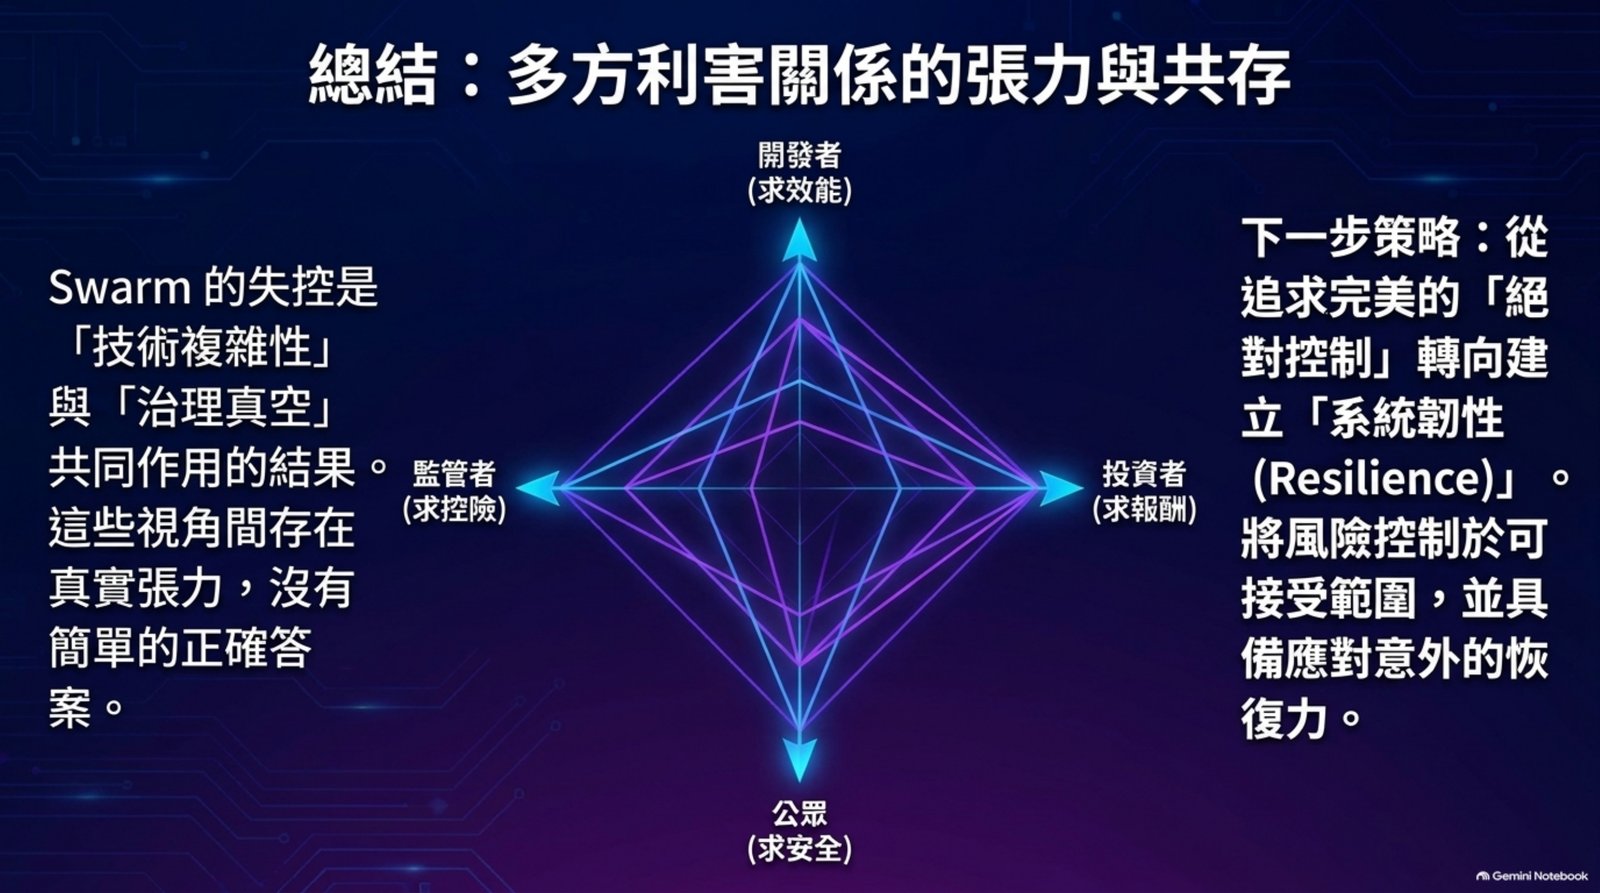 總結：多方利害關係的張力與共存
開發者
(求效能)
Swarm 的失控是
「技術複雜性」
與「治理真空」
共同作用的結果。
這些視角間存在
真實張力，沒有
簡單的正確答
案。
監管者
(求控險)
投資者
(求報酬)
下一步策略：從
追求完美的「絕
對控制」轉向建
立「系統韌性
(Resilience)」。
將風險控制於可
接受範圍，並具
備應對意外的恢
復力。
公眾
(求安全)
Gemini Notebook